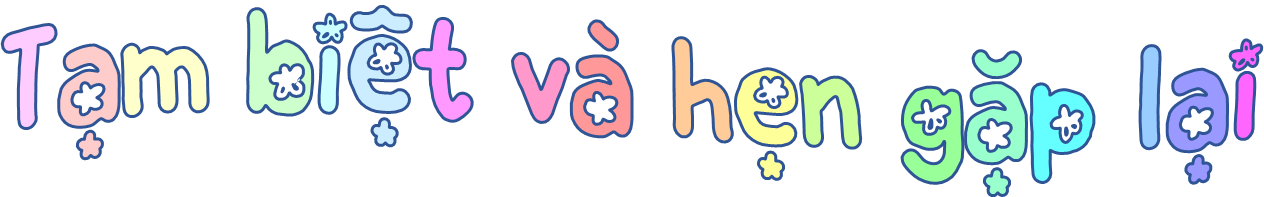 Tạm biệt và hẹn gặp lại